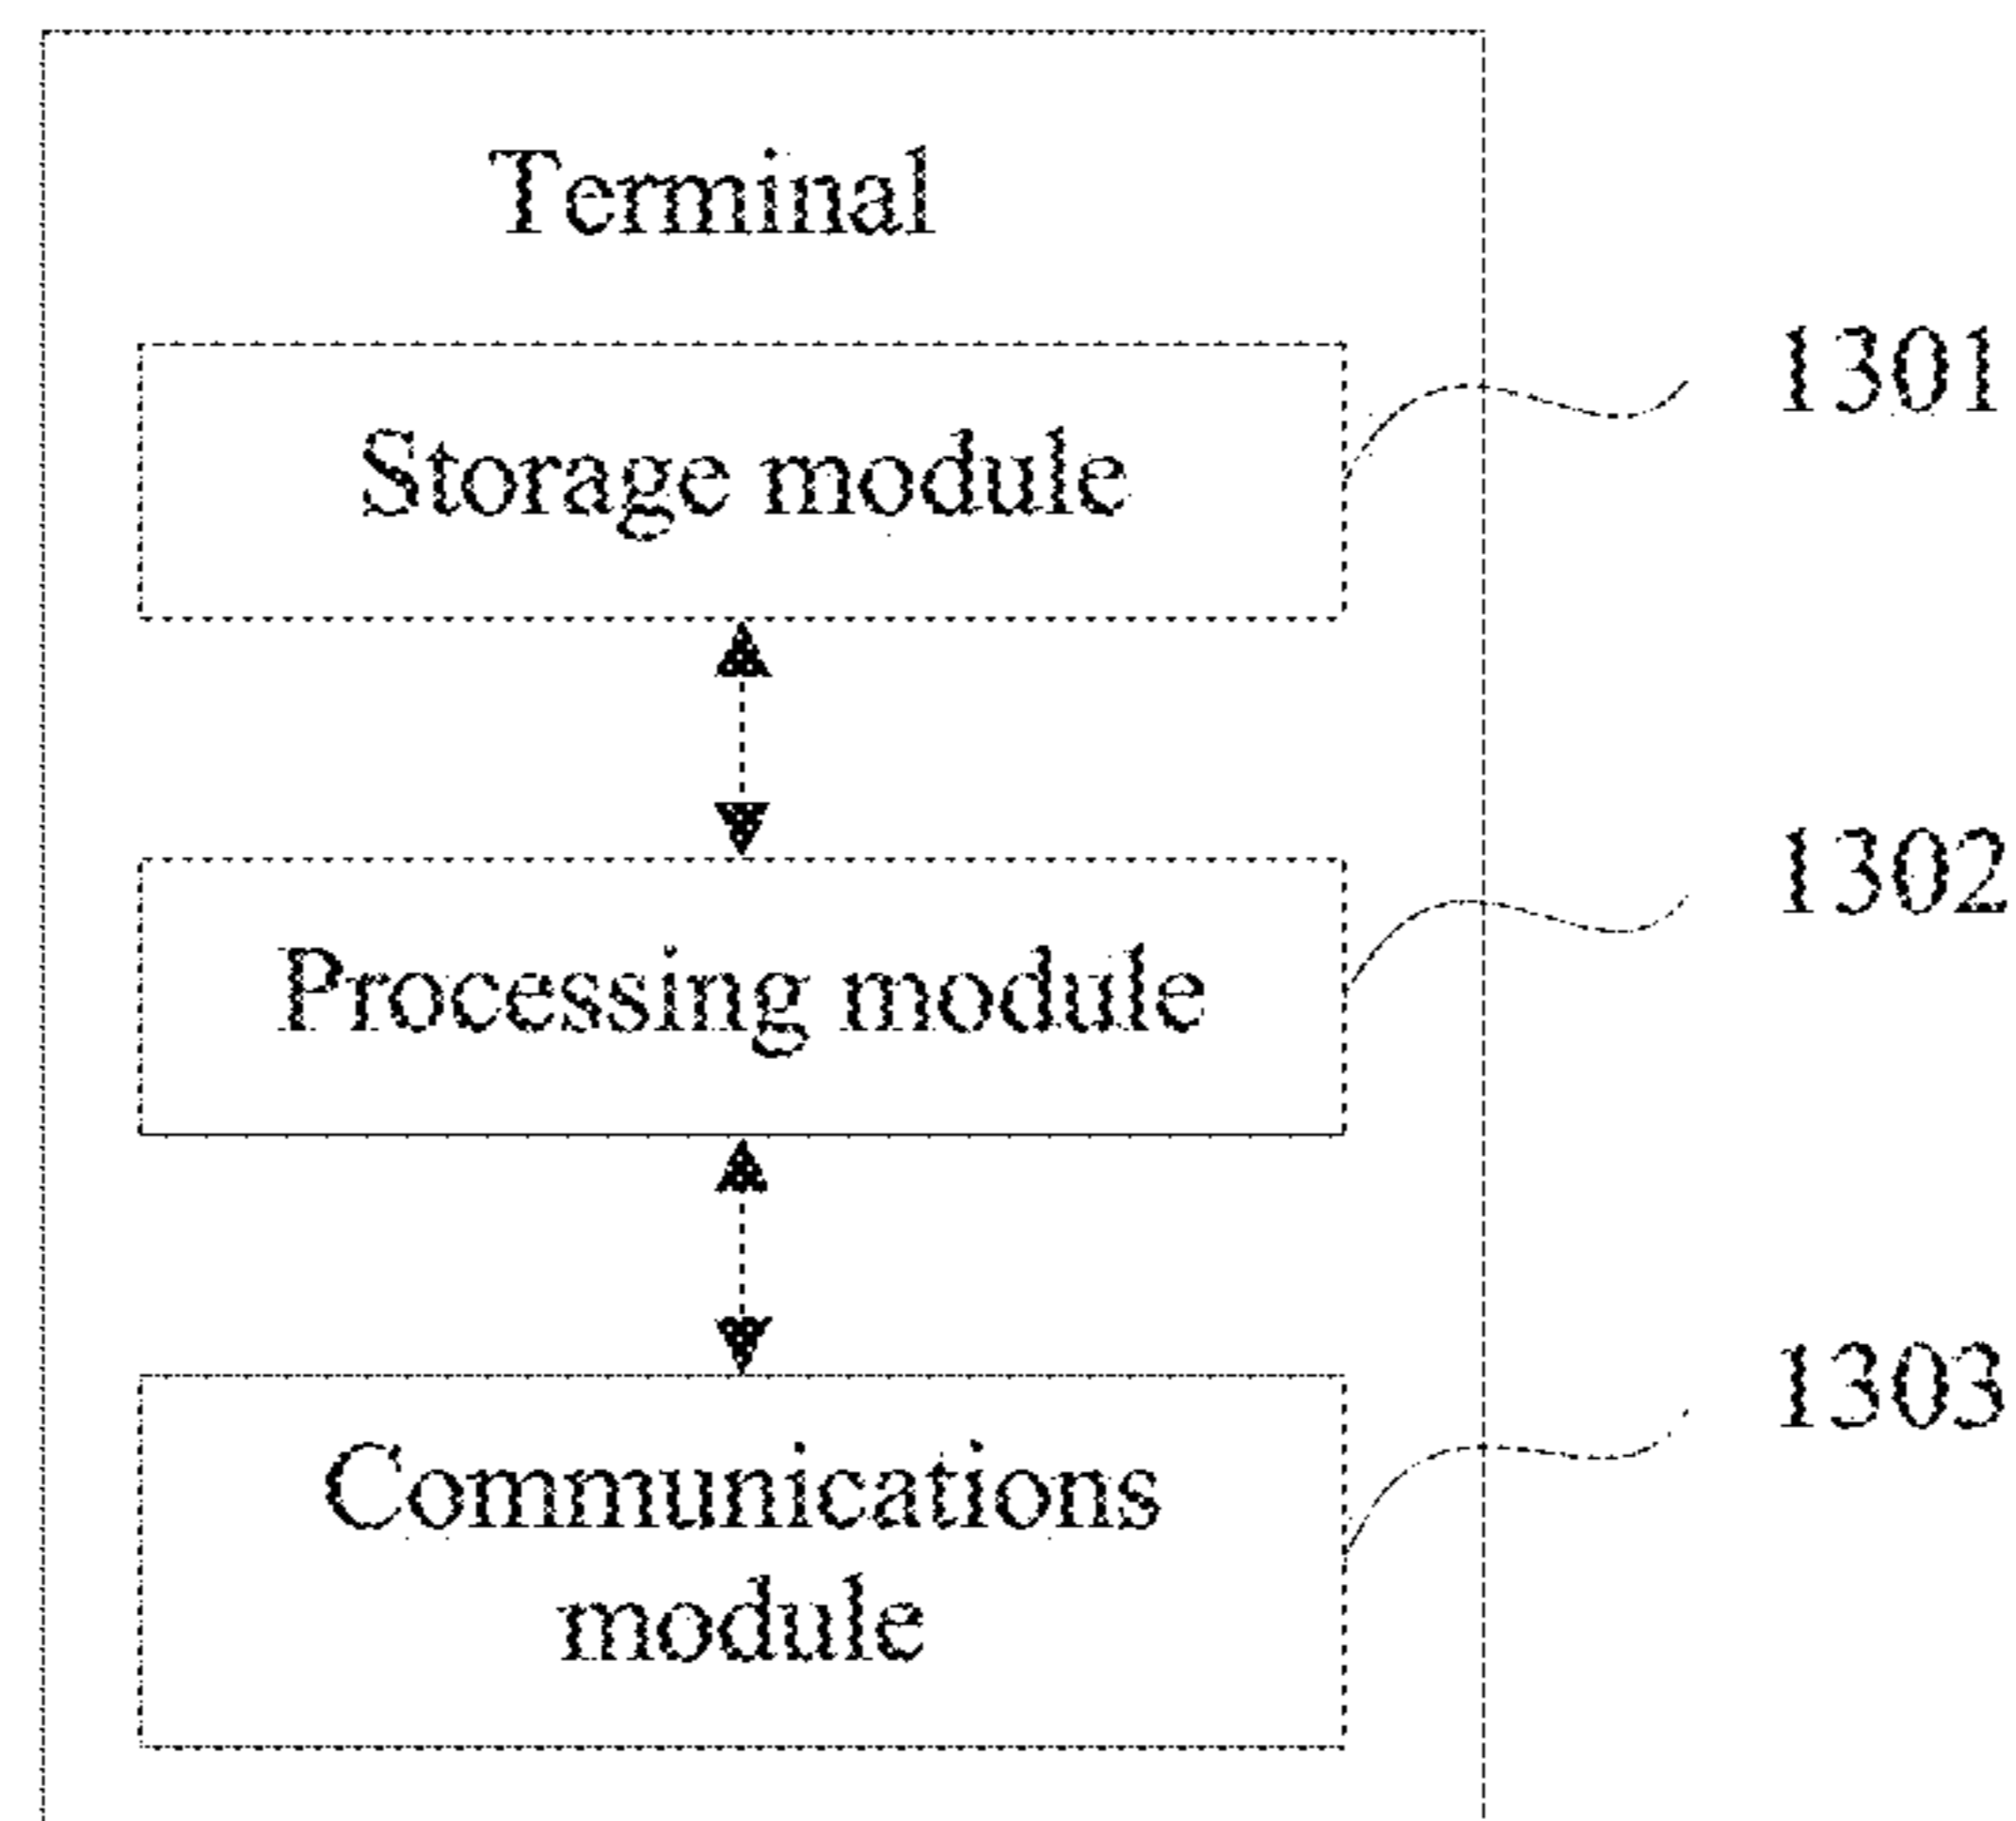 Terminal
1301
Storage module
1302
Processing module
1303
Communications
module